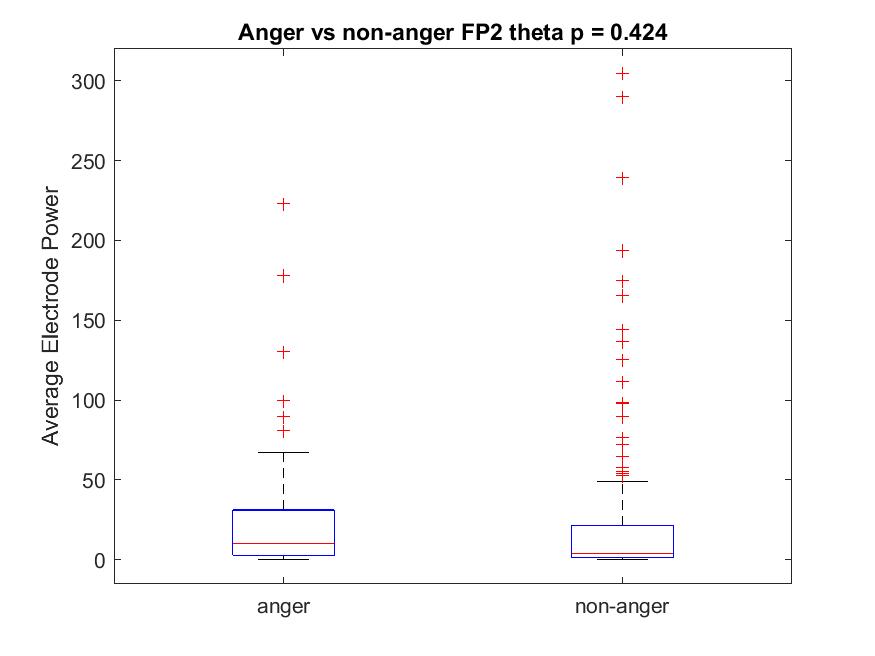 Anger vs non-anger FP2 theta p = 0.424
Average Electrode Power
300
250
200
150
100
50
0
anger
non-anger